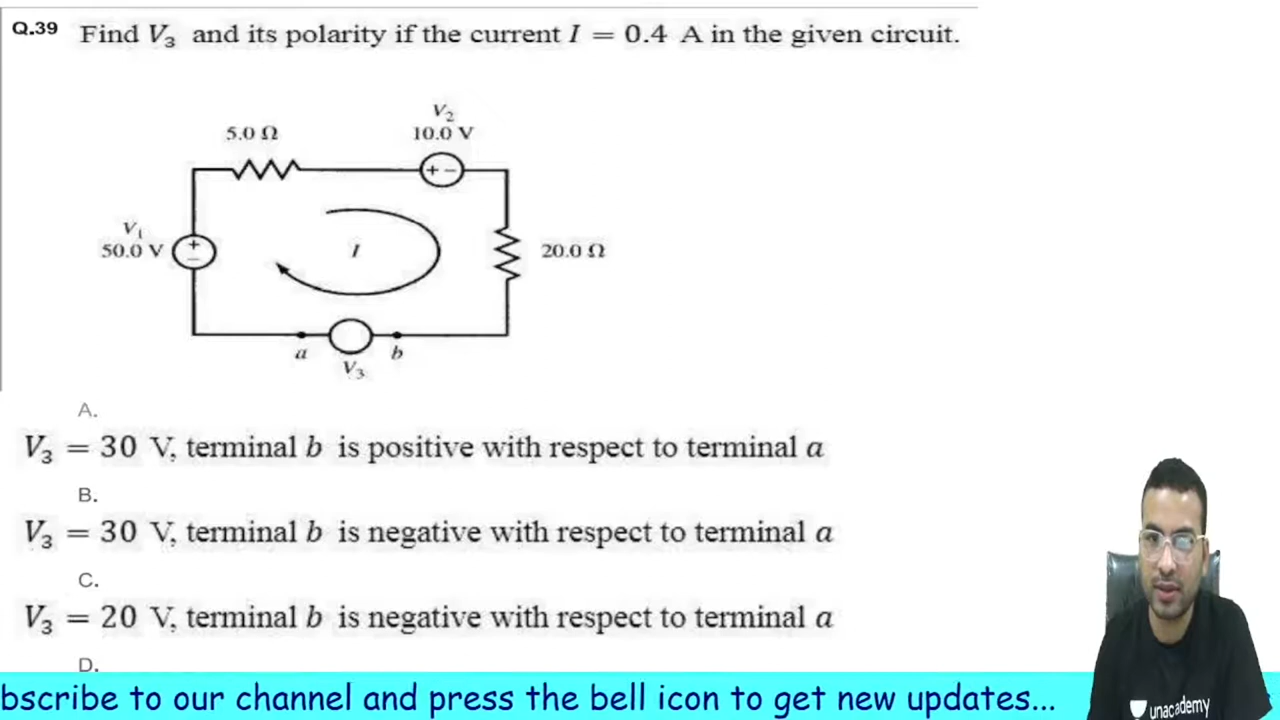 Q.39 Find V₃ and its polarity if the current I = 0.4 A in the given circuit.
V₂
5.0 Ω 10.0 V
+ −
V₁
50.0 V + − I 20.0 Ω
a b
V₃
A.
V₃ = 30 V, terminal b is positive with respect to terminal a
B.
V₃ = 30 V, terminal b is negative with respect to terminal a
C.
V₃ = 20 V, terminal b is negative with respect to terminal a
D.
bscribe to our channel and press the bell icon to get new updates...
unacademy